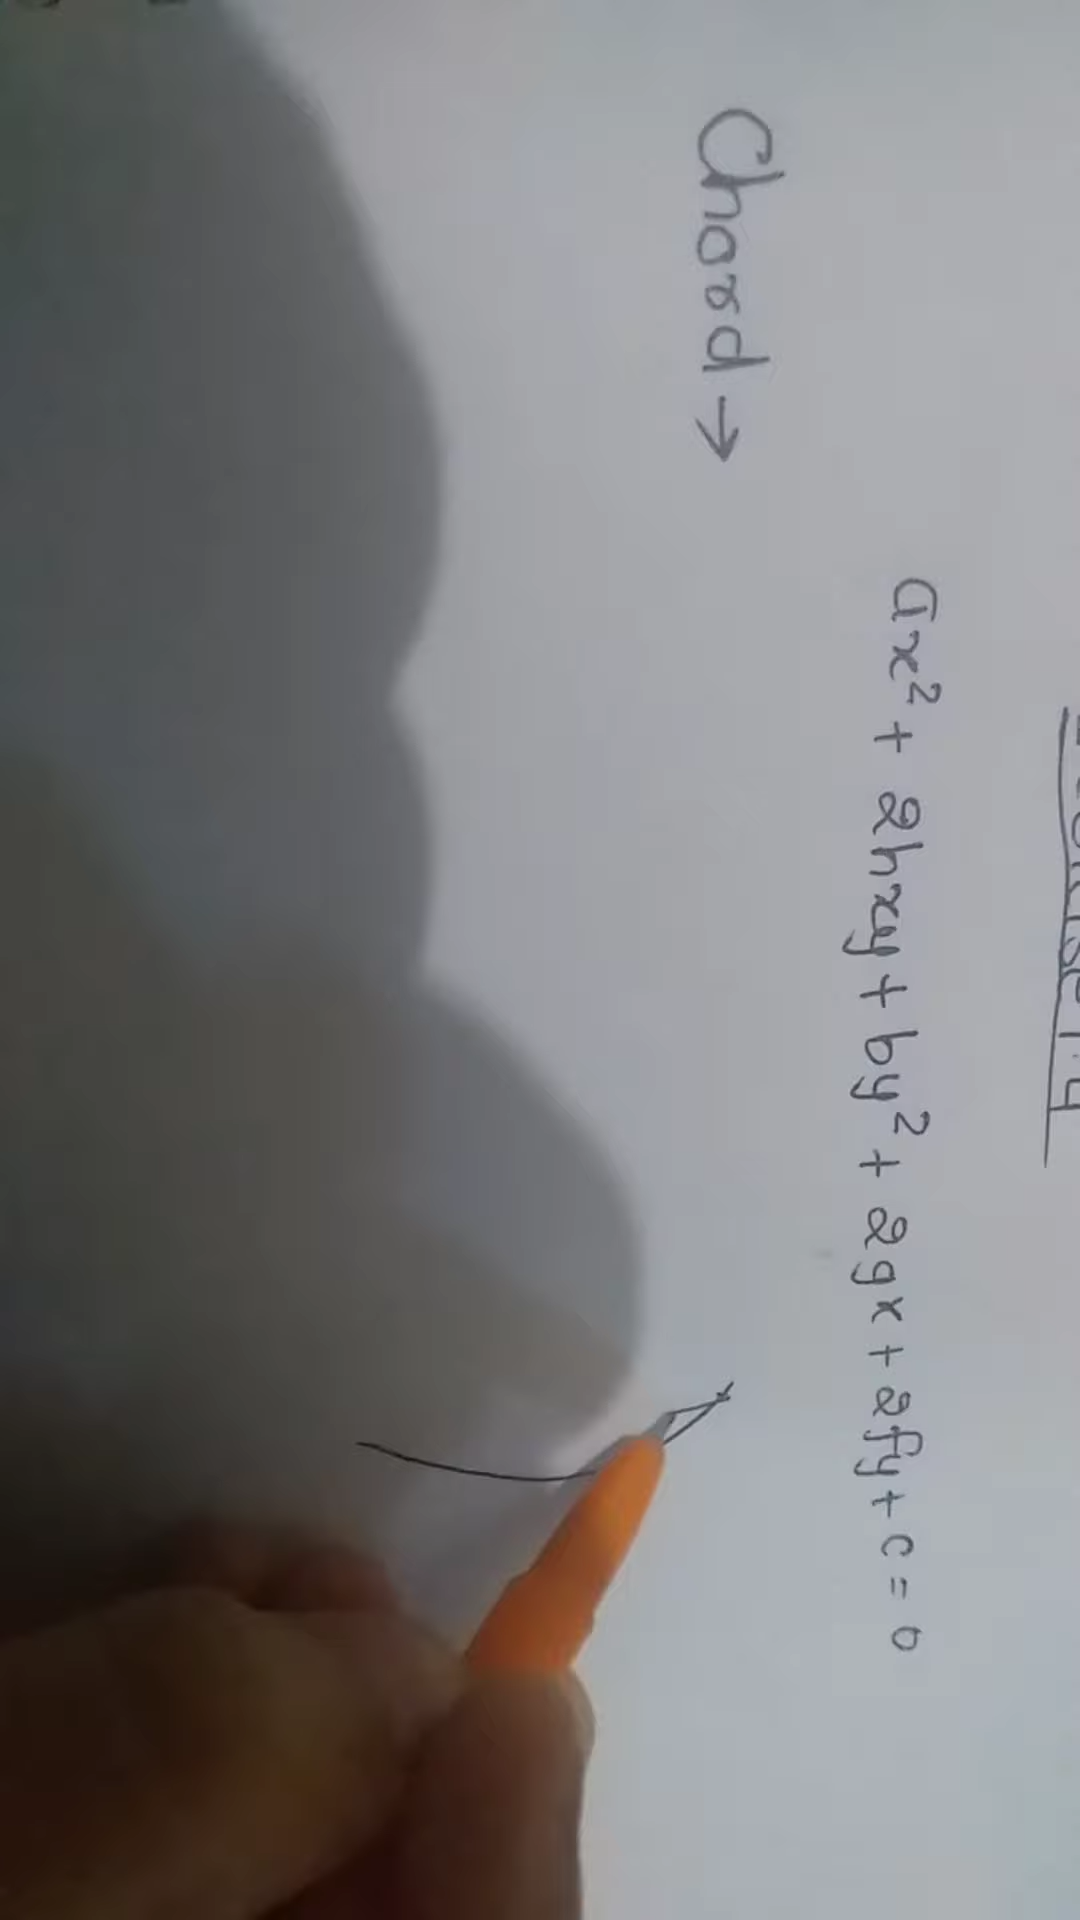 ax² + 2hxy + by² + 2gx + 2fy + c = 0
Chord →